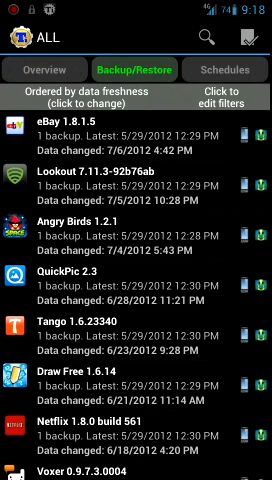 4G 74 9:18
ALL
Overview Backup/Restore Schedules
Ordered by data freshness
(click to change)
Click to
edit filters
eBay 1.8.1.5
1 backup. Latest: 5/29/2012 12:29 PM
Data changed: 7/6/2012 4:42 PM
Lookout 7.11.3-92b76ab
1 backup. Latest: 5/29/2012 12:29 PM
Data changed: 7/5/2012 10:28 PM
SPACE
Angry Birds 1.2.1
1 backup. Latest: 5/29/2012 12:28 PM
Data changed: 7/4/2012 5:43 PM
QuickPic 2.3
1 backup. Latest: 5/29/2012 12:30 PM
Data changed: 6/28/2012 11:21 PM
Tango 1.6.23340
1 backup. Latest: 5/29/2012 12:30 PM
Data changed: 6/23/2012 9:28 PM
Draw Free 1.6.14
1 backup. Latest: 5/29/2012 12:29 PM
Data changed: 6/21/2012 11:14 AM
NETFLIX
Netflix 1.8.0 build 561
1 backup. Latest: 5/29/2012 12:30 PM
Data changed: 6/18/2012 4:20 PM
Voxer 0.9.7.3.0004